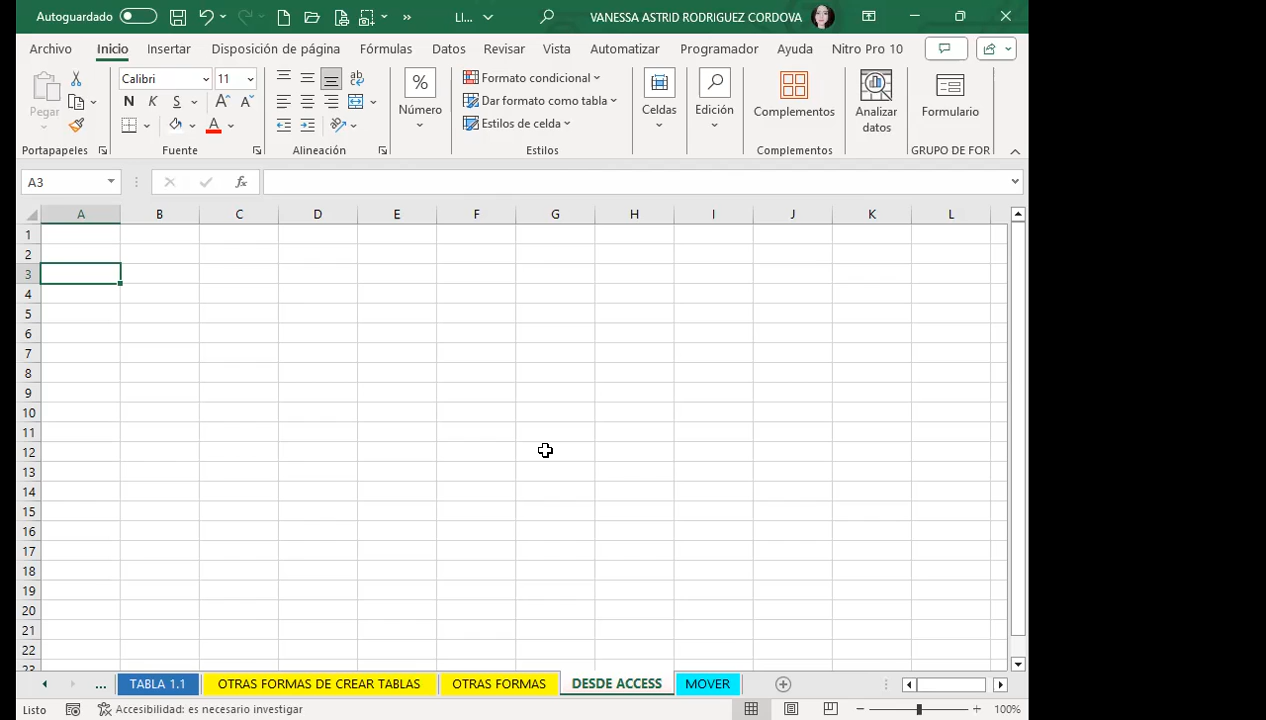 Autoguardado LI... VANESSA ASTRID RODRIGUEZ CORDOVA
Archivo Inicio Insertar Disposición de página Fórmulas Datos Revisar Vista Automatizar Programador Ayuda Nitro Pro 10
Pegar
Portapapeles
Calibri 11
N K S
A A
A
Fuente
ab
Alineación
%
Número
Formato condicional
Dar formato como tabla
Estilos de celda
Estilos
Celdas
Edición
Complementos
Complementos
Analizar
datos
Formulario
GRUPO DE FOR
A3 fx
A B C D E F G H I J K L
1
2
3
4
5
6
7
8
9
10
11
12
13
14
15
16
17
18
19
20
21
22
23
... TABLA 1.1 OTRAS FORMAS DE CREAR TABLAS OTRAS FORMAS DESDE ACCESS MOVER
Listo Accesibilidad: es necesario investigar 100%